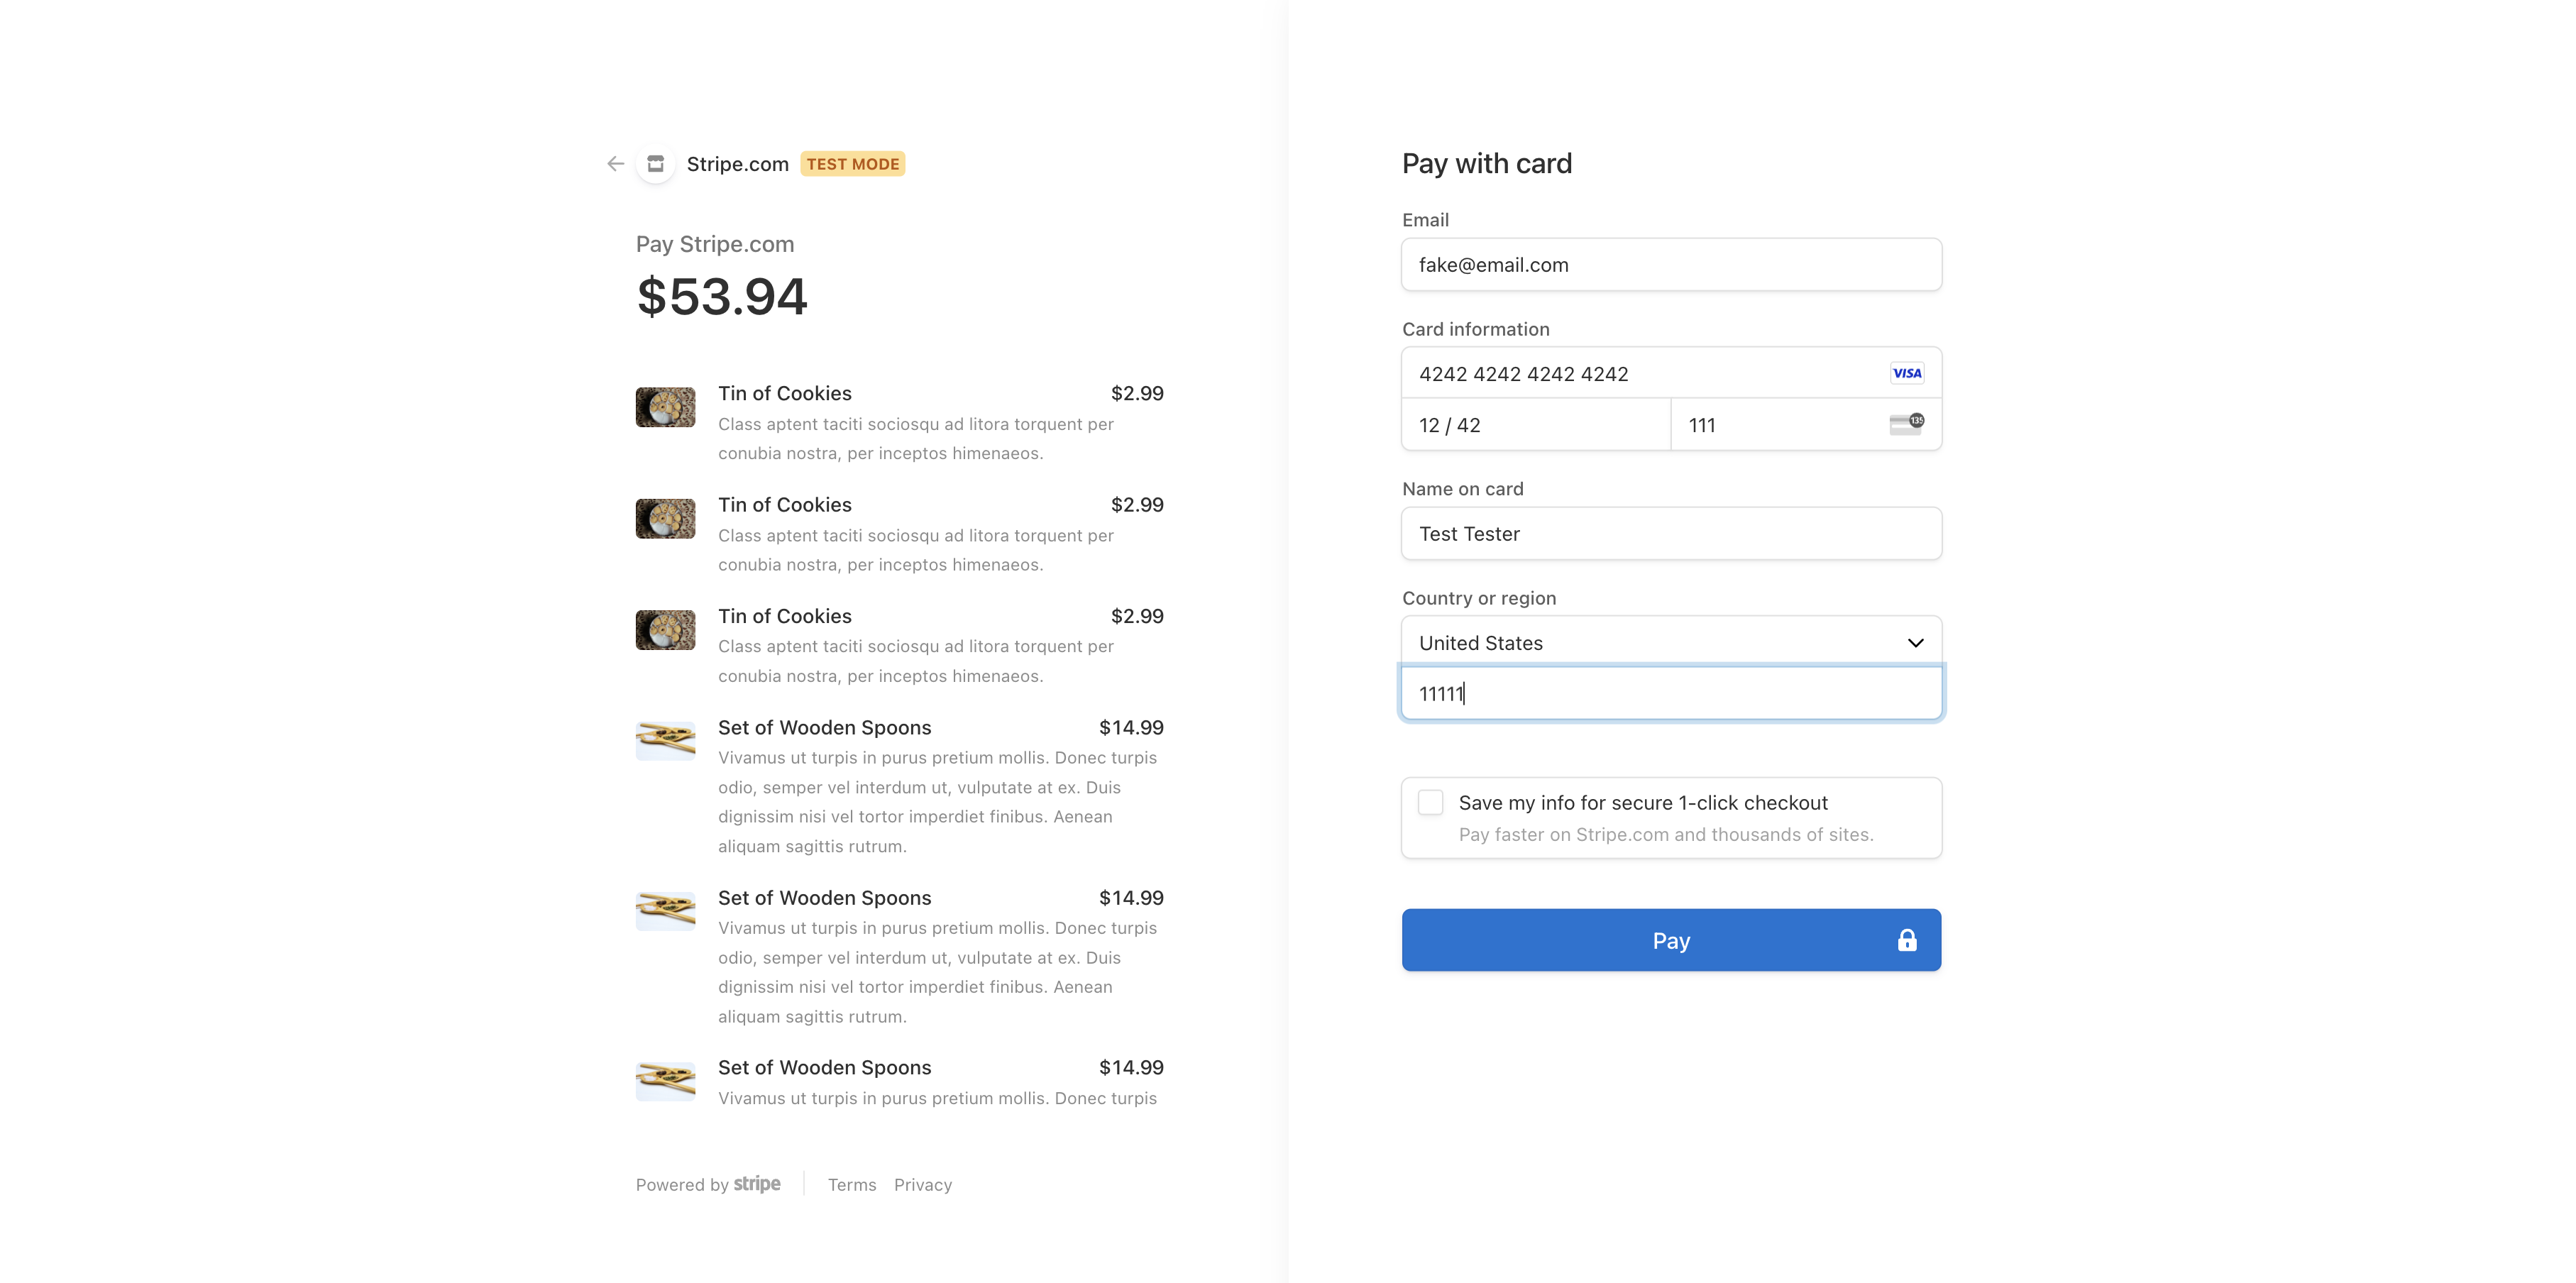 Stripe.com TEST MODE
Pay Stripe.com
$53.94
Tin of Cookies $2.99
Class aptent taciti sociosqu ad litora torquent per
conubia nostra, per inceptos himenaeos.
Tin of Cookies $2.99
Class aptent taciti sociosqu ad litora torquent per
conubia nostra, per inceptos himenaeos.
Tin of Cookies $2.99
Class aptent taciti sociosqu ad litora torquent per
conubia nostra, per inceptos himenaeos.
Set of Wooden Spoons $14.99
Vivamus ut turpis in purus pretium mollis. Donec turpis
odio, semper vel interdum ut, vulputate at ex. Duis
dignissim nisi vel tortor imperdiet finibus. Aenean
aliquam sagittis rutrum.
Set of Wooden Spoons $14.99
Vivamus ut turpis in purus pretium mollis. Donec turpis
odio, semper vel interdum ut, vulputate at ex. Duis
dignissim nisi vel tortor imperdiet finibus. Aenean
aliquam sagittis rutrum.
Set of Wooden Spoons $14.99
Vivamus ut turpis in purus pretium mollis. Donec turpis
Powered by stripe Terms Privacy
Pay with card
Email
fake@email.com
Card information
4242 4242 4242 4242 VISA
12 / 42 111 135
Name on card
Test Tester
Country or region
United States
11111
Save my info for secure 1-click checkout
Pay faster on Stripe.com and thousands of sites.
Pay